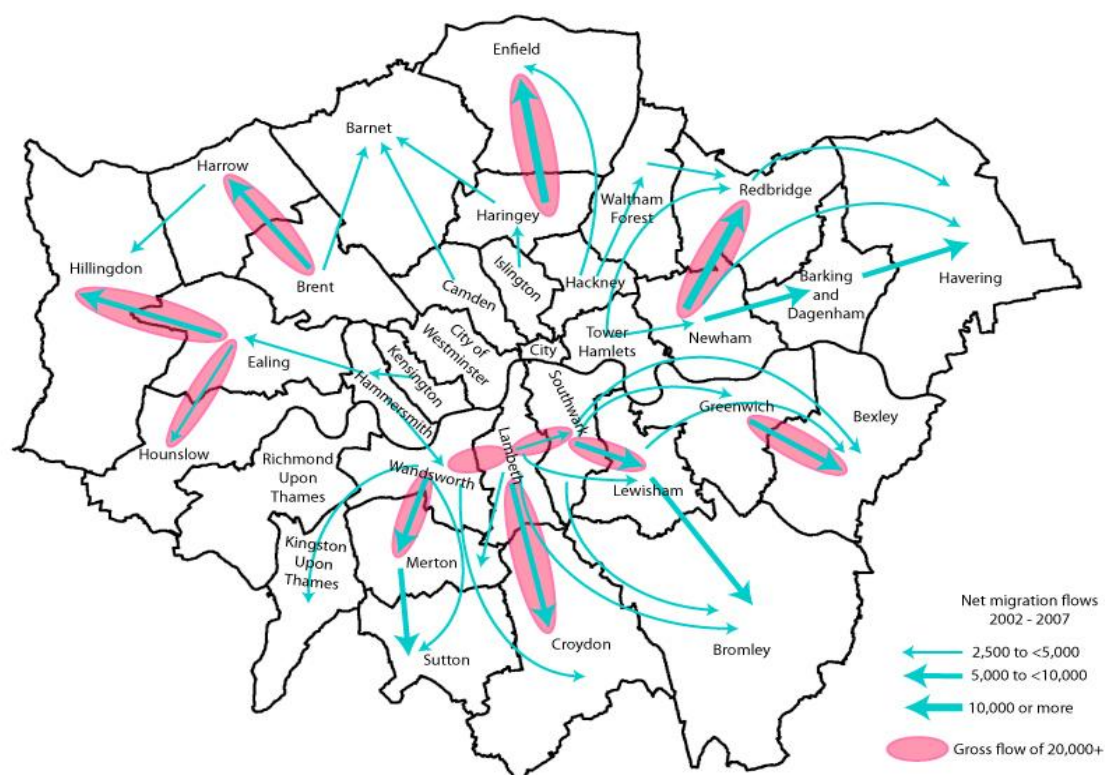 Enfield
Barnet
Harrow
Redbridge
Waltham
Forest
Haringey
Hillingdon
Islington
Hackney
Havering
Barking
and
Dagenham
Brent
Camden
City of
Westminster
Tower
Hamlets
Newham
City
Kensington
Ealing
Hammersmith
Southwark
Greenwich
Bexley
Hounslow
Lambeth
Richmond
Upon
Thames
Wandsworth
Lewisham
Kingston
Upon
Thames
Merton
Croydon
Bromley
Sutton
Net migration flows
2002 - 2007
2,500 to <5,000
5,000 to <10,000
10,000 or more
Gross flow of 20,000+